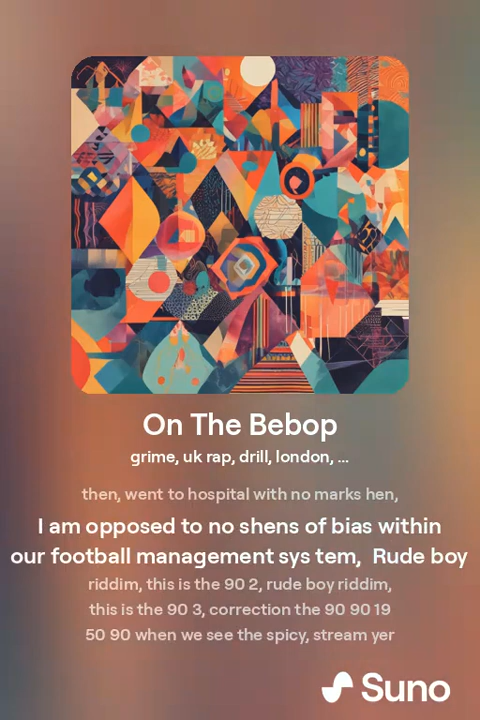 On The Bebop
grime, uk rap, drill, london, ...
then, went to hospital with no marks hen,
I am opposed to no shens of bias within
our football management sys tem, Rude boy
riddim, this is the 90 2, rude boy riddim,
this is the 90 3, correction the 90 90 19
50 90 when we see the spicy, stream yer
Suno